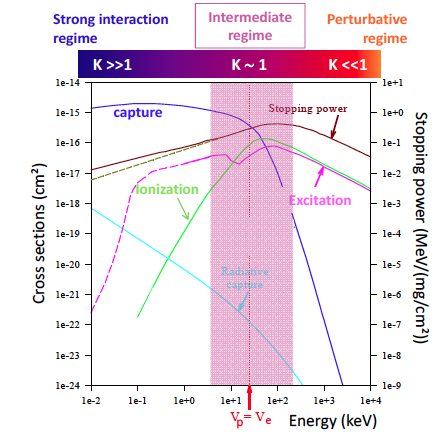 Strong interaction
regime
Intermediate
regime
Perturbative
regime
K >>1
K ~ 1
K <<1
1e-14
1e-15
1e-16
1e-17
1e-18
1e-19
1e-20
1e-21
1e-22
1e-23
1e-24
Cross sections (cm²)
capture
Stopping power
Ionization
Excitation
Radiative
capture
1e+1
1e+0
1e-1
1e-2
1e-3
1e-4
1e-5
1e-6
1e-7
1e-8
1e-9
Stopping power (MeV/(mg/cm²))
1e-2
1e-1
1e+0
1e+1
1e+2
1e+3
1e+4
Vp= Ve
Energy (keV)